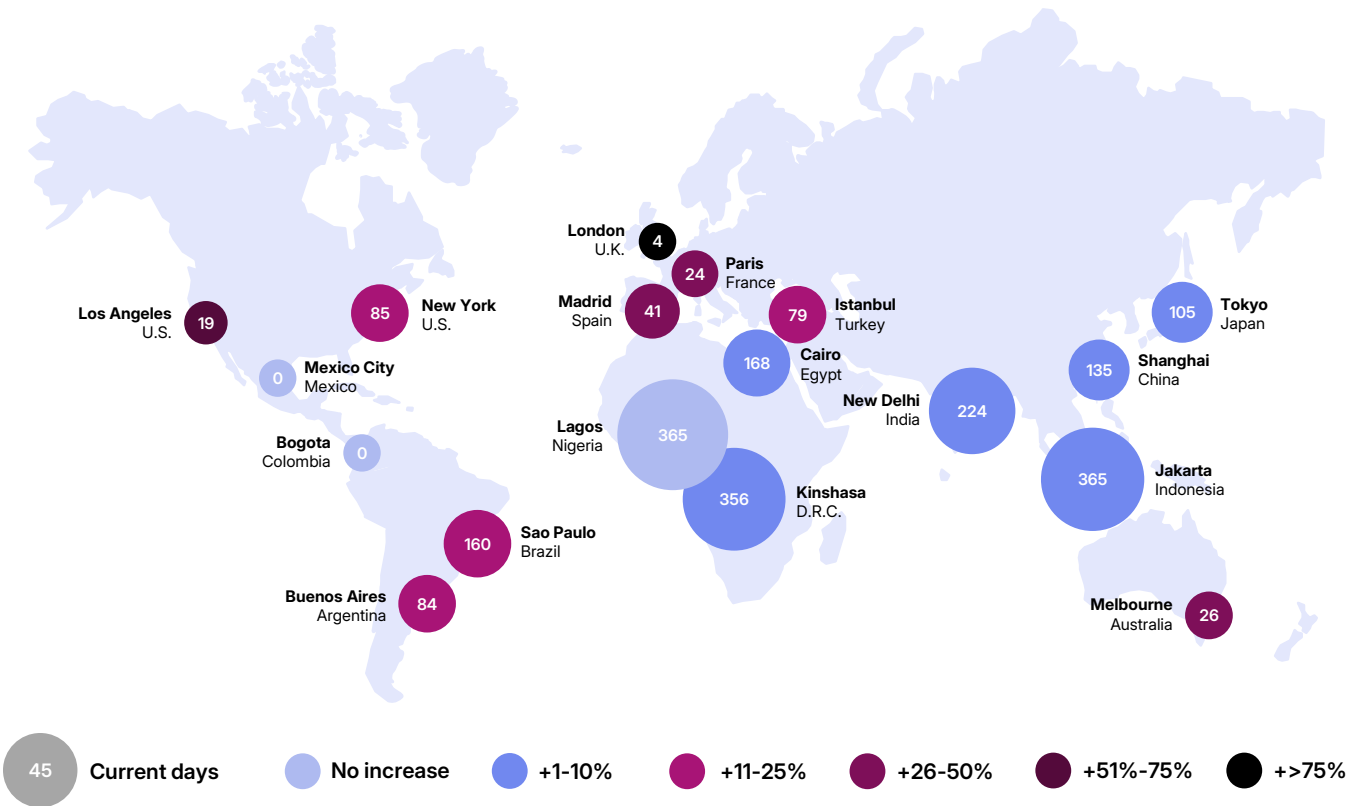 London
U.K.
4
Paris
France
24
Madrid
Spain
41
Istanbul
Turkey
79
Los Angeles
U.S.
19
85
New York
U.S.
105
Tokyo
Japan
0
Mexico City
Mexico
168
Cairo
Egypt
135
Shanghai
China
New Delhi
India
224
Bogota
Colombia
0
Lagos
Nigeria
365
356
Kinshasa
D.R.C.
365
Jakarta
Indonesia
160
Sao Paulo
Brazil
Buenos Aires
Argentina
84
Melbourne
Australia
26
45
Current days
No increase
+1-10%
+11-25%
+26-50%
+51%-75%
+>75%